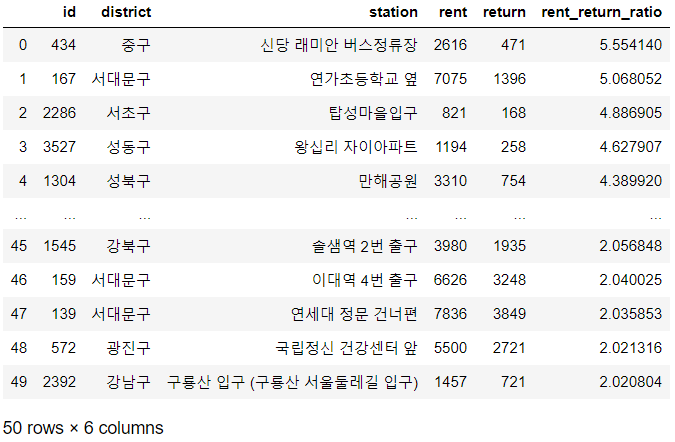 id district station rent return rent_return_ratio
0 434 중구 신당 래미안 버스정류장 2616 471 5.554140
1 167 서대문구 연가초등학교 옆 7075 1396 5.068052
2 2286 서초구 탑성마을입구 821 168 4.886905
3 3527 성동구 왕십리 자이아파트 1194 258 4.627907
4 1304 성북구 만해공원 3310 754 4.389920
... ... ... ... ... ... ...
45 1545 강북구 솔샘역 2번 출구 3980 1935 2.056848
46 159 서대문구 이대역 4번 출구 6626 3248 2.040025
47 139 서대문구 연세대 정문 건너편 7836 3849 2.035853
48 572 광진구 국립정신 건강센터 앞 5500 2721 2.021316
49 2392 강남구 구룡산 입구 (구룡산 서울둘레길 입구) 1457 721 2.020804
50 rows × 6 columns